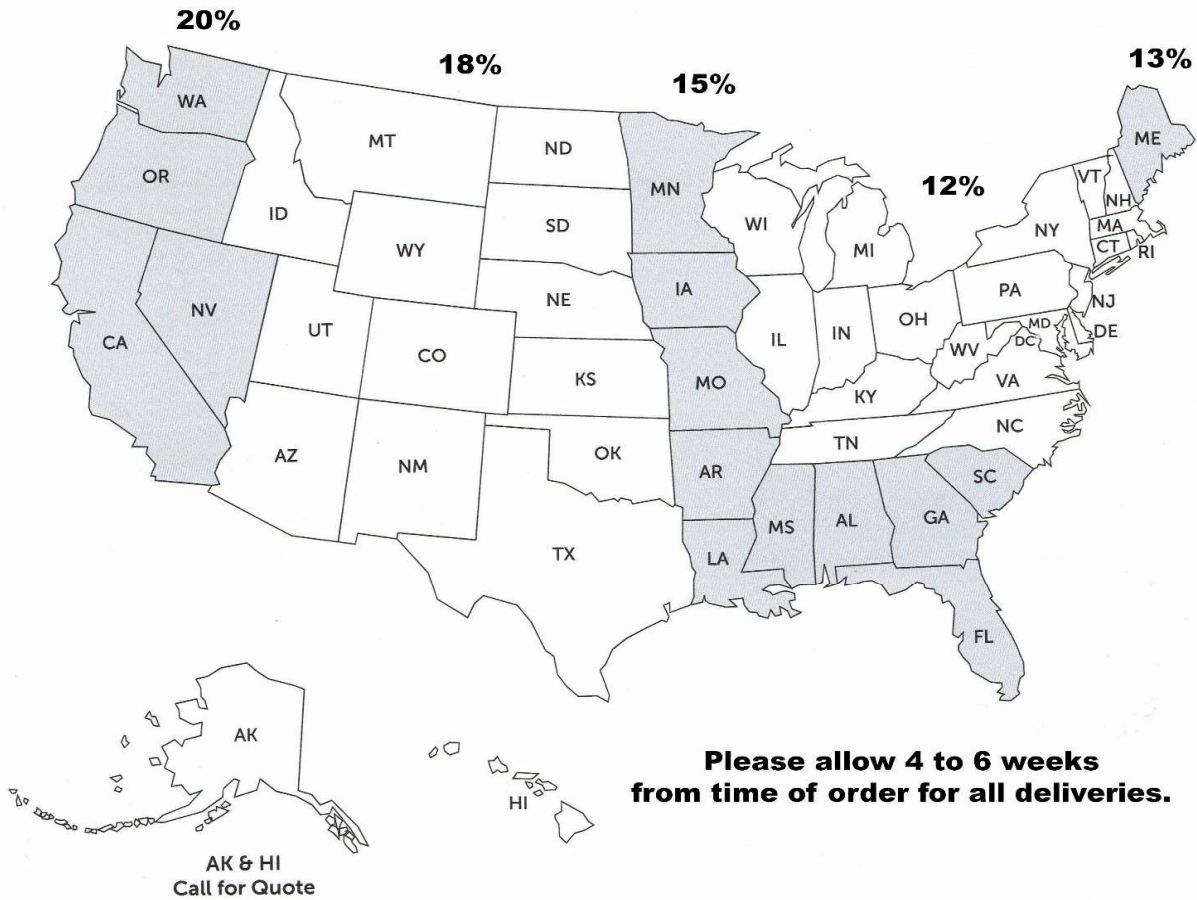 20%
18%
15%
13%
12%
WA
OR
CA
NV
ID
MT
WY
UT
CO
AZ
NM
ND
SD
NE
KS
OK
TX
MN
IA
MO
AR
LA
WI
IL
MI
IN
OH
KY
TN
MS
AL
GA
FL
SC
NC
VA
WV
DC
MD
DE
PA
NJ
NY
CT
RI
MA
VT
NH
ME
AK
HI
AK & HI
Call for Quote
Please allow 4 to 6 weeks
from time of order for all deliveries.